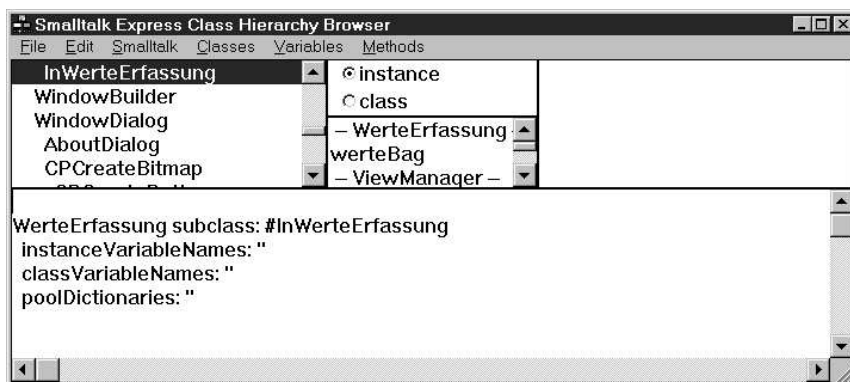 Smalltalk Express Class Hierarchy Browser
File Edit Smalltalk Classes Variables Methods
InWerteErfassung
WindowBuilder
WindowDialog
AboutDialog
CPCreateBitmap
instance
class
-- WerteErfassung -
werteBag
-- ViewManager --
WerteErfassung subclass: #InWerteErfassung
instanceVariableNames: ''
classVariableNames: ''
poolDictionaries: ''